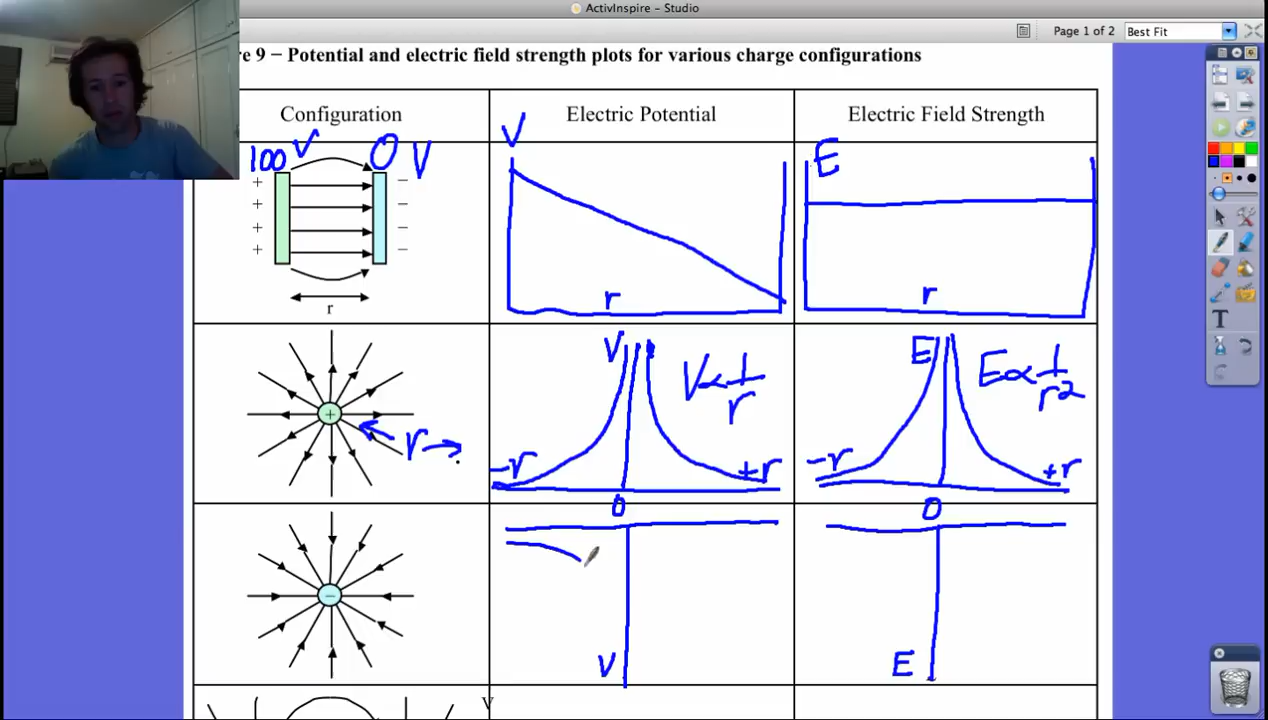 ActivInspire - Studio
Page 1 of 2
Best Fit
e 9 − Potential and electric field strength plots for various charge configurations
Configuration
Electric Potential
Electric Field Strength
100 V
0 V
+ −
+ −
+ −
+ −
r
V
r
E
r
+
r
V
V ∝ 1/r
−r
+r
0
E
E ∝ 1/r²
−r
+r
0
−
V
E
V
T